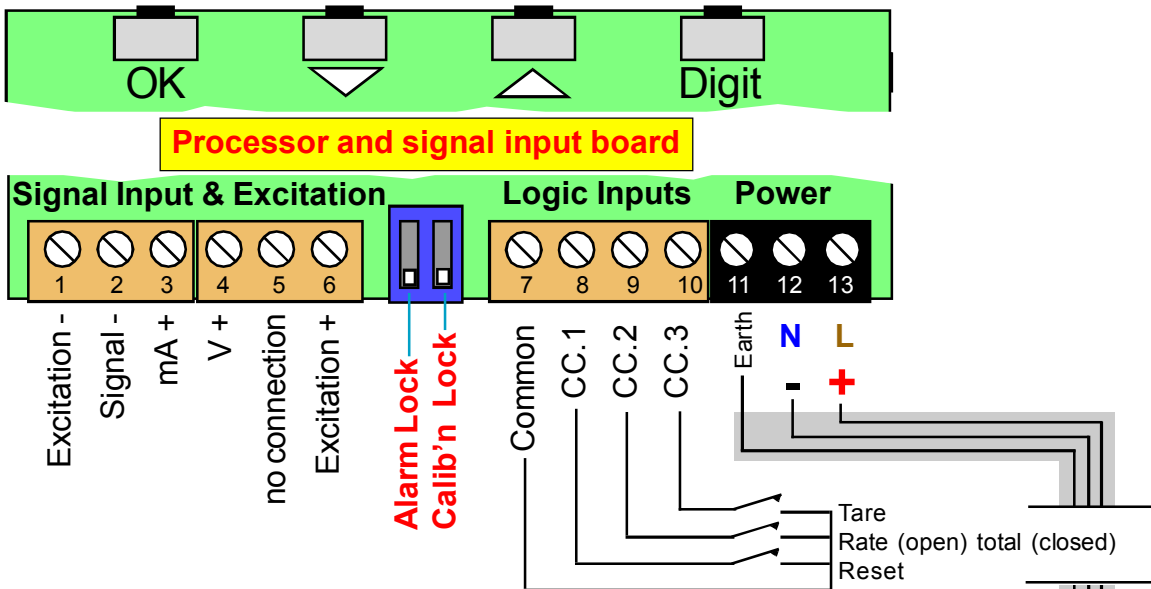 OK Digit
Processor and signal input board
Signal Input & Excitation Logic Inputs Power
1 2 3 4 5 6 7 8 9 10 11 12 13
Excitation -
Signal -
mA +
V +
no connection
Excitation +
Alarm Lock
Calib'n Lock
Common
CC.1
CC.2
CC.3
Earth
N L
- +
Tare
Rate (open) total (closed)
Reset